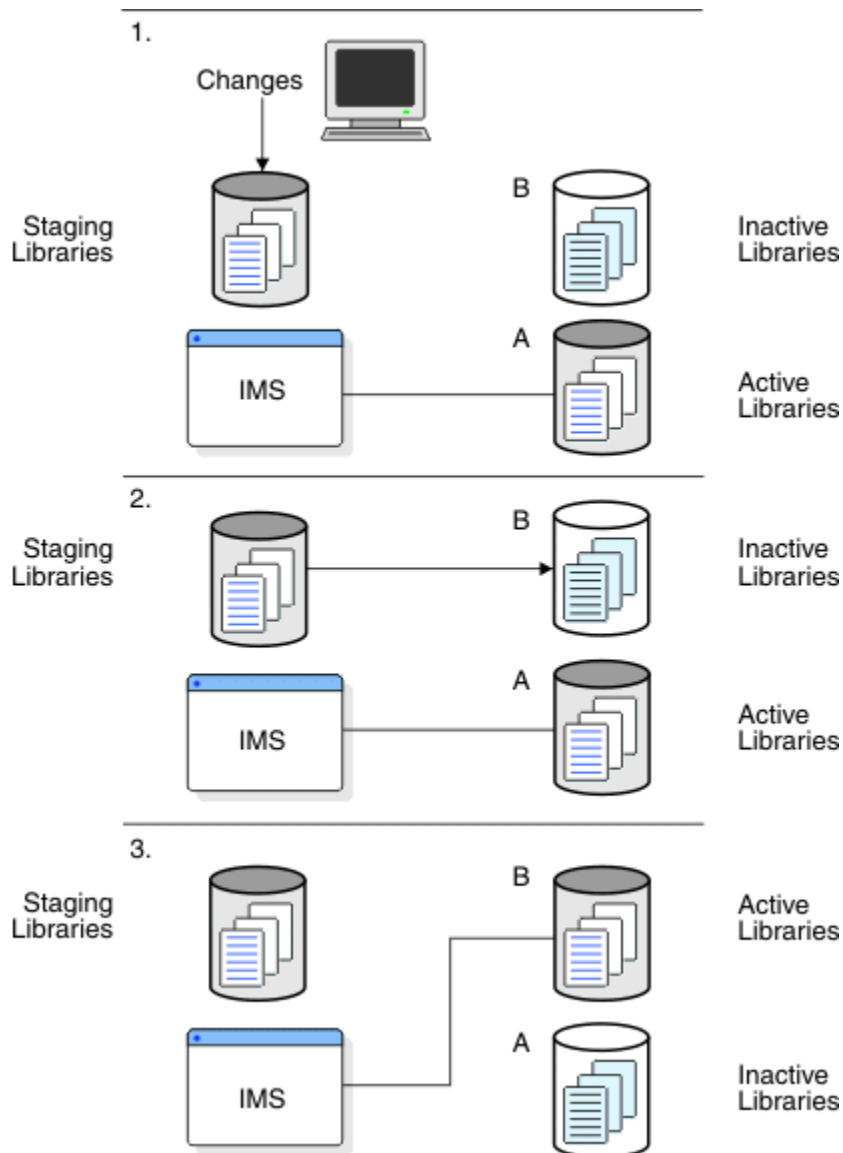 1.
Changes
Staging
Libraries
B
Inactive
Libraries
IMS
A
Active
Libraries
2.
Staging
Libraries
B
Inactive
Libraries
IMS
A
Active
Libraries
3.
Staging
Libraries
B
Active
Libraries
IMS
A
Inactive
Libraries